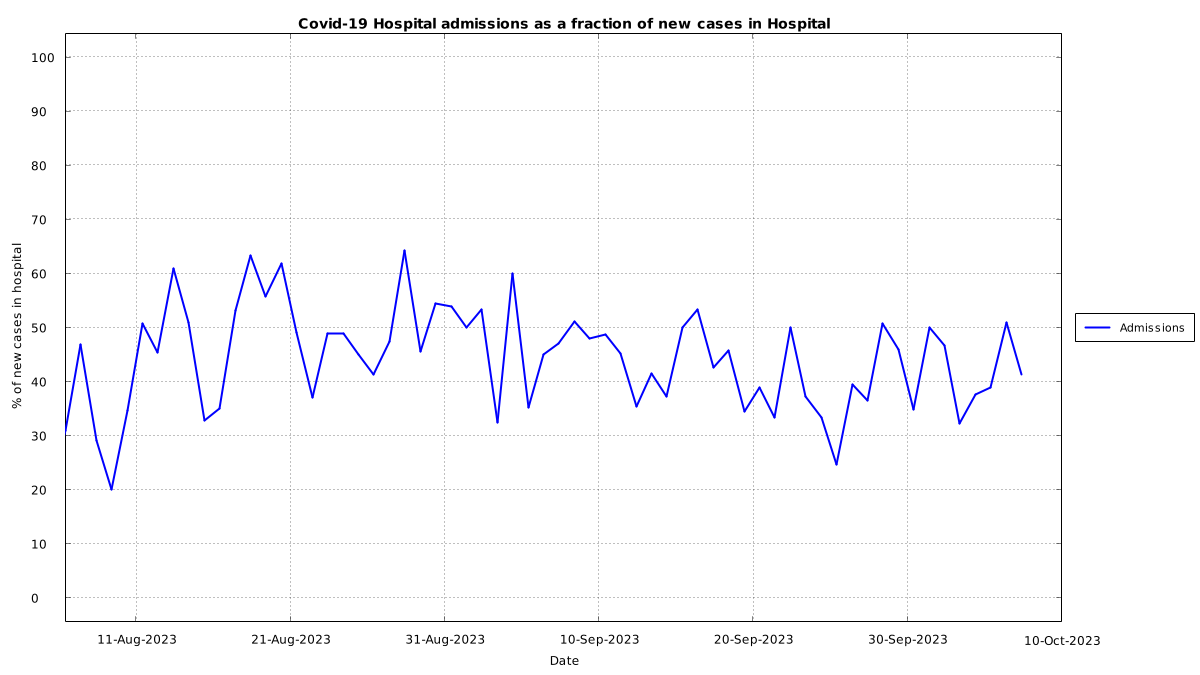 Covid-19 Hospital admissions as a fraction of new cases in Hospital
100
90
80
70
60
50
40
30
20
10
0
% of new cases in hospital
11-Aug-2023
21-Aug-2023
31-Aug-2023
10-Sep-2023
20-Sep-2023
30-Sep-2023
10-Oct-2023
Date
Admissions